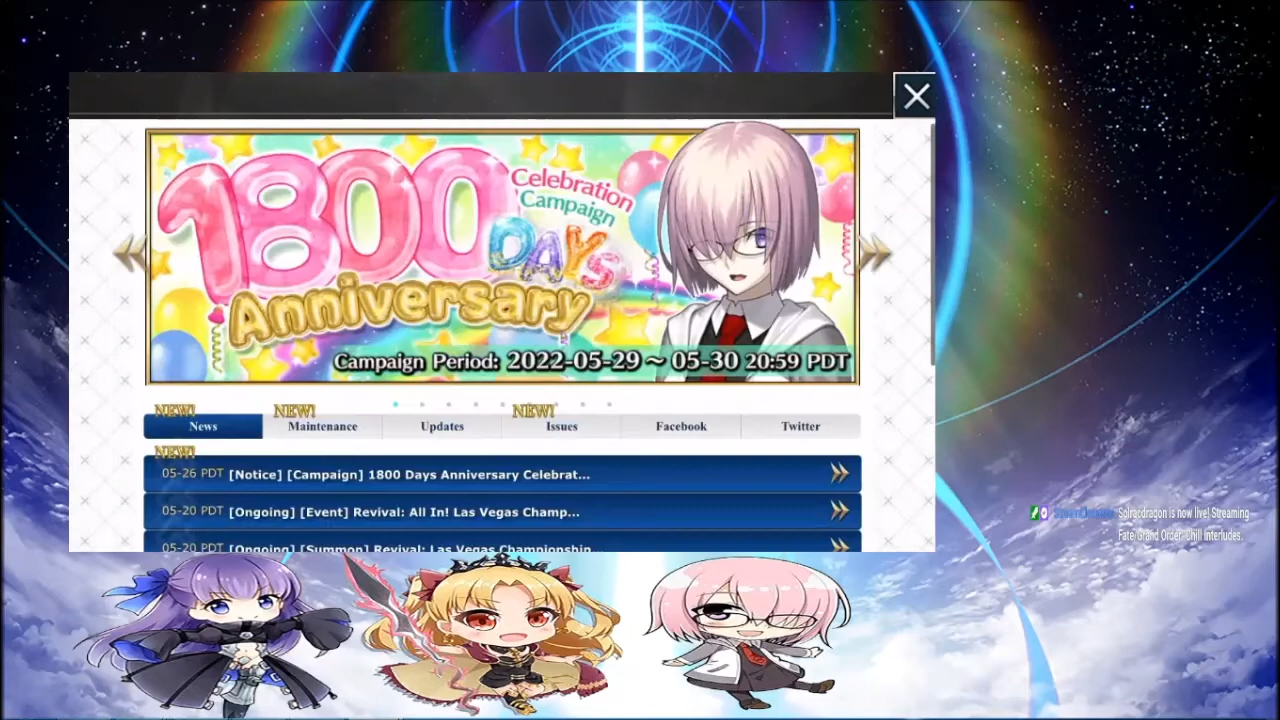 1800
Celebration
Campaign
DAYS
Anniversary
Campaign Period: 2022-05-29 ~ 05-30 20:59 PDT
NEW! NEW! NEW!
News Maintenance Updates Issues Facebook Twitter
NEW!
05-26 PDT [Notice] [Campaign] 1800 Days Anniversary Celebrat...
05-20 PDT [Ongoing] [Event] Revival: All In! Las Vegas Champ...
05-20 PDT [Ongoing] [Summon] Revival: Las Vegas Championship...
Solracdragon is now live! Streaming
Fate/Grand Order: Chill Interludes.